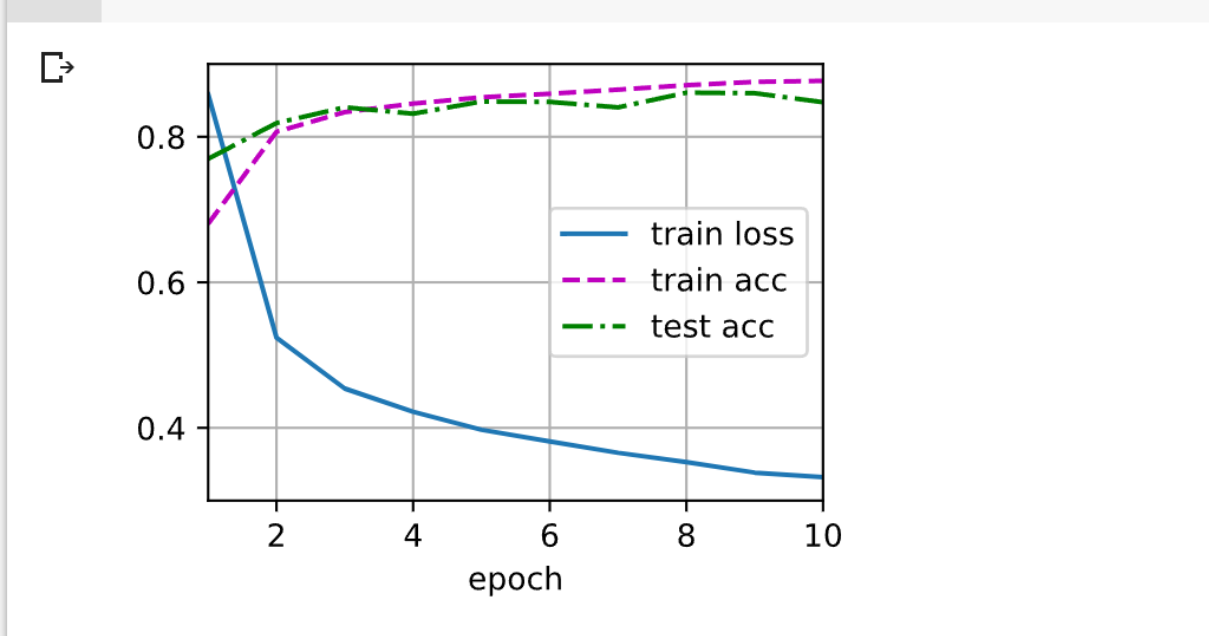 0.8
0.6
0.4
train loss
train acc
test acc
2 4 6 8 10
epoch